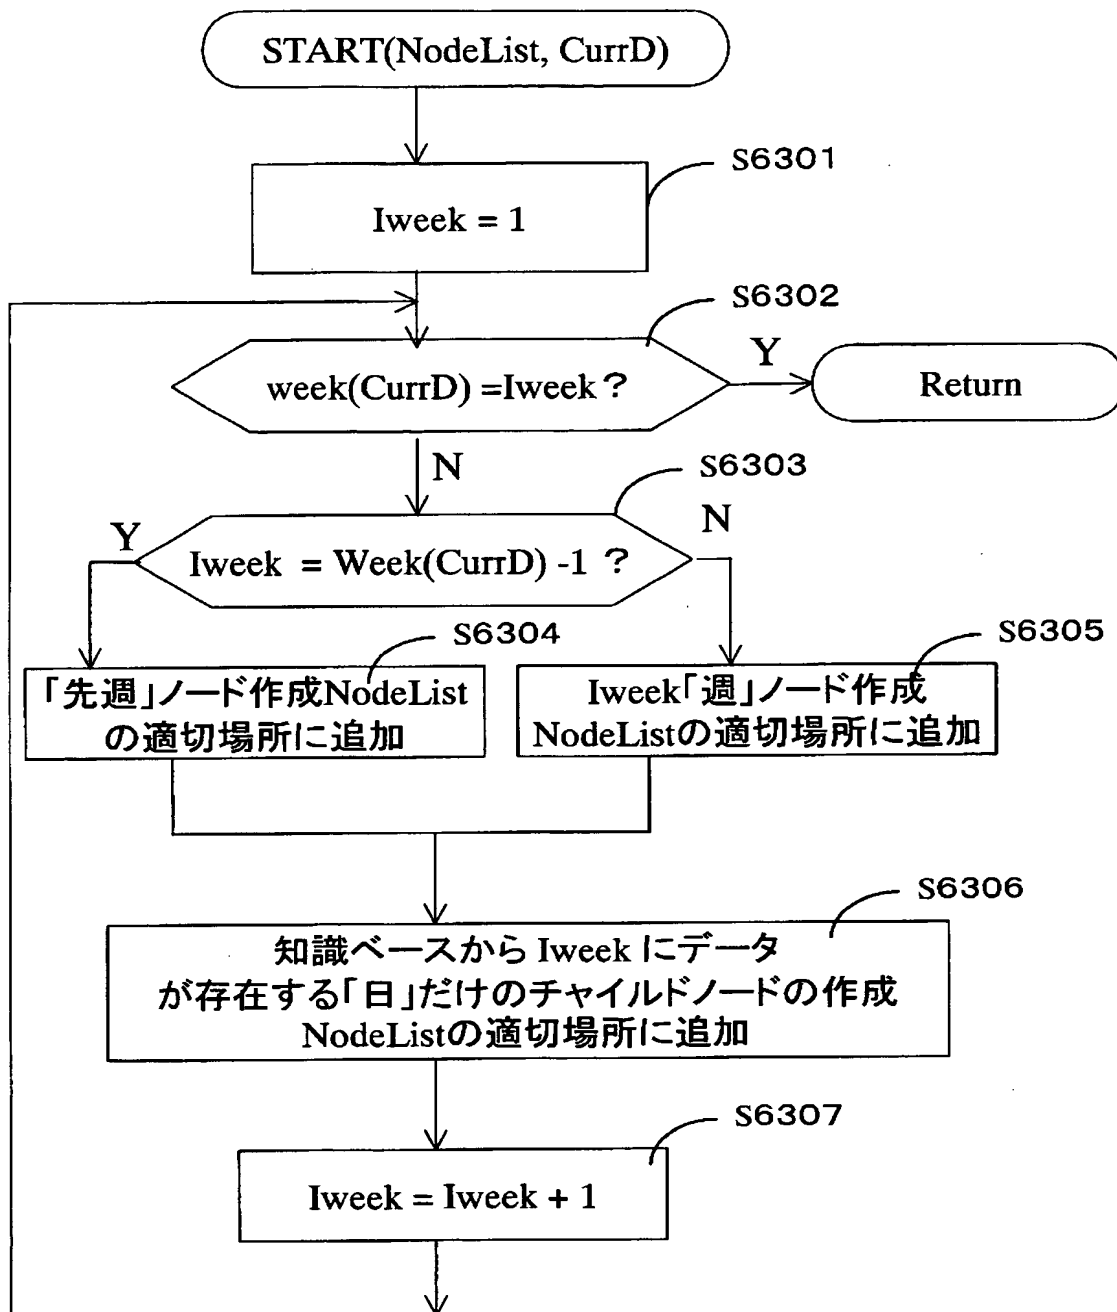 START(NodeList, CurrD)
S6301
Iweek = 1
S6302
week(CurrD) =Iweek？
Y
Return
N
S6303
Y
N
Iweek = Week(CurrD) -1 ？
S6304
S6305
「先週」ノード作成NodeList
の適切場所に追加
Iweek「週」ノード作成
NodeListの適切場所に追加
S6306
知識ベースから Iweek にデータ
が存在する「日」だけのチャイルドノードの作成
NodeListの適切場所に追加
S6307
Iweek = Iweek + 1